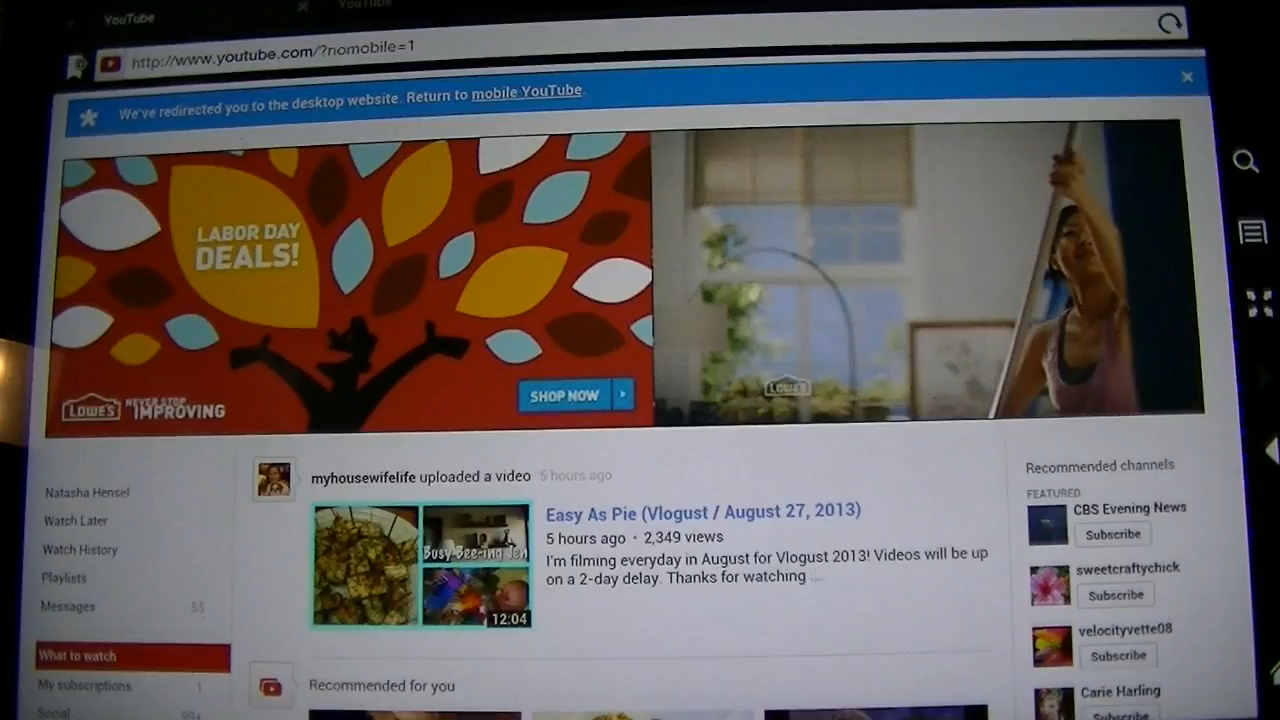 YouTube
YouTube
http://www.youtube.com/?nomobile=1
We've redirected you to the desktop website. Return to mobile YouTube.
LABOR DAY
DEALS!
SHOP NOW
LOWE'S
NEVER STOP
IMPROVING
LOWE'S
Natasha Hensel
Watch Later
Watch History
Playlists
Messages 55
What to watch
My subscriptions 1
Social 99+
myhousewifelife uploaded a video 5 hours ago
Busy-Bee-ing Jen
12:04
Easy As Pie (Vlogust / August 27, 2013)
5 hours ago · 2,349 views
I'm filming everyday in August for Vlogust 2013! Videos will be up
on a 2-day delay. Thanks for watching ...
Recommended for you
Recommended channels
FEATURED
CBS Evening News
Subscribe
sweetcraftychick
Subscribe
velocityvette08
Subscribe
Carie Harling
Subscribe